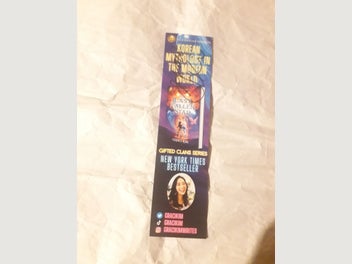 KOREAN
MYTHOLOGY IN
THE MODERN
WORLD
GIFTED CLANS SERIES
NEW YORK TIMES
BESTSELLER
GRACIKIM
GRACIKIM
GRACIKIMWRITES